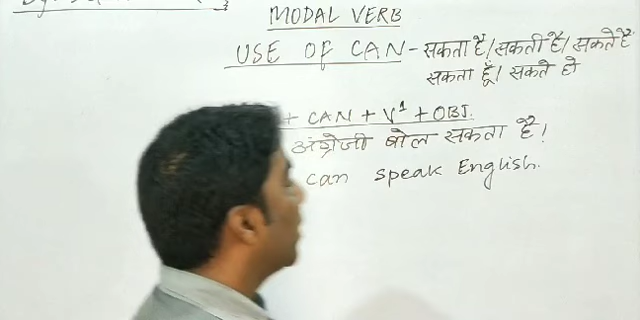 MODAL VERB
USE OF CAN - सकता है/सकती है/सकते हैं
सकता हूँ/सकते हो
+ CAN + V¹ + OBJ.
अंग्रेजी बोल सकता है।
can speak English.